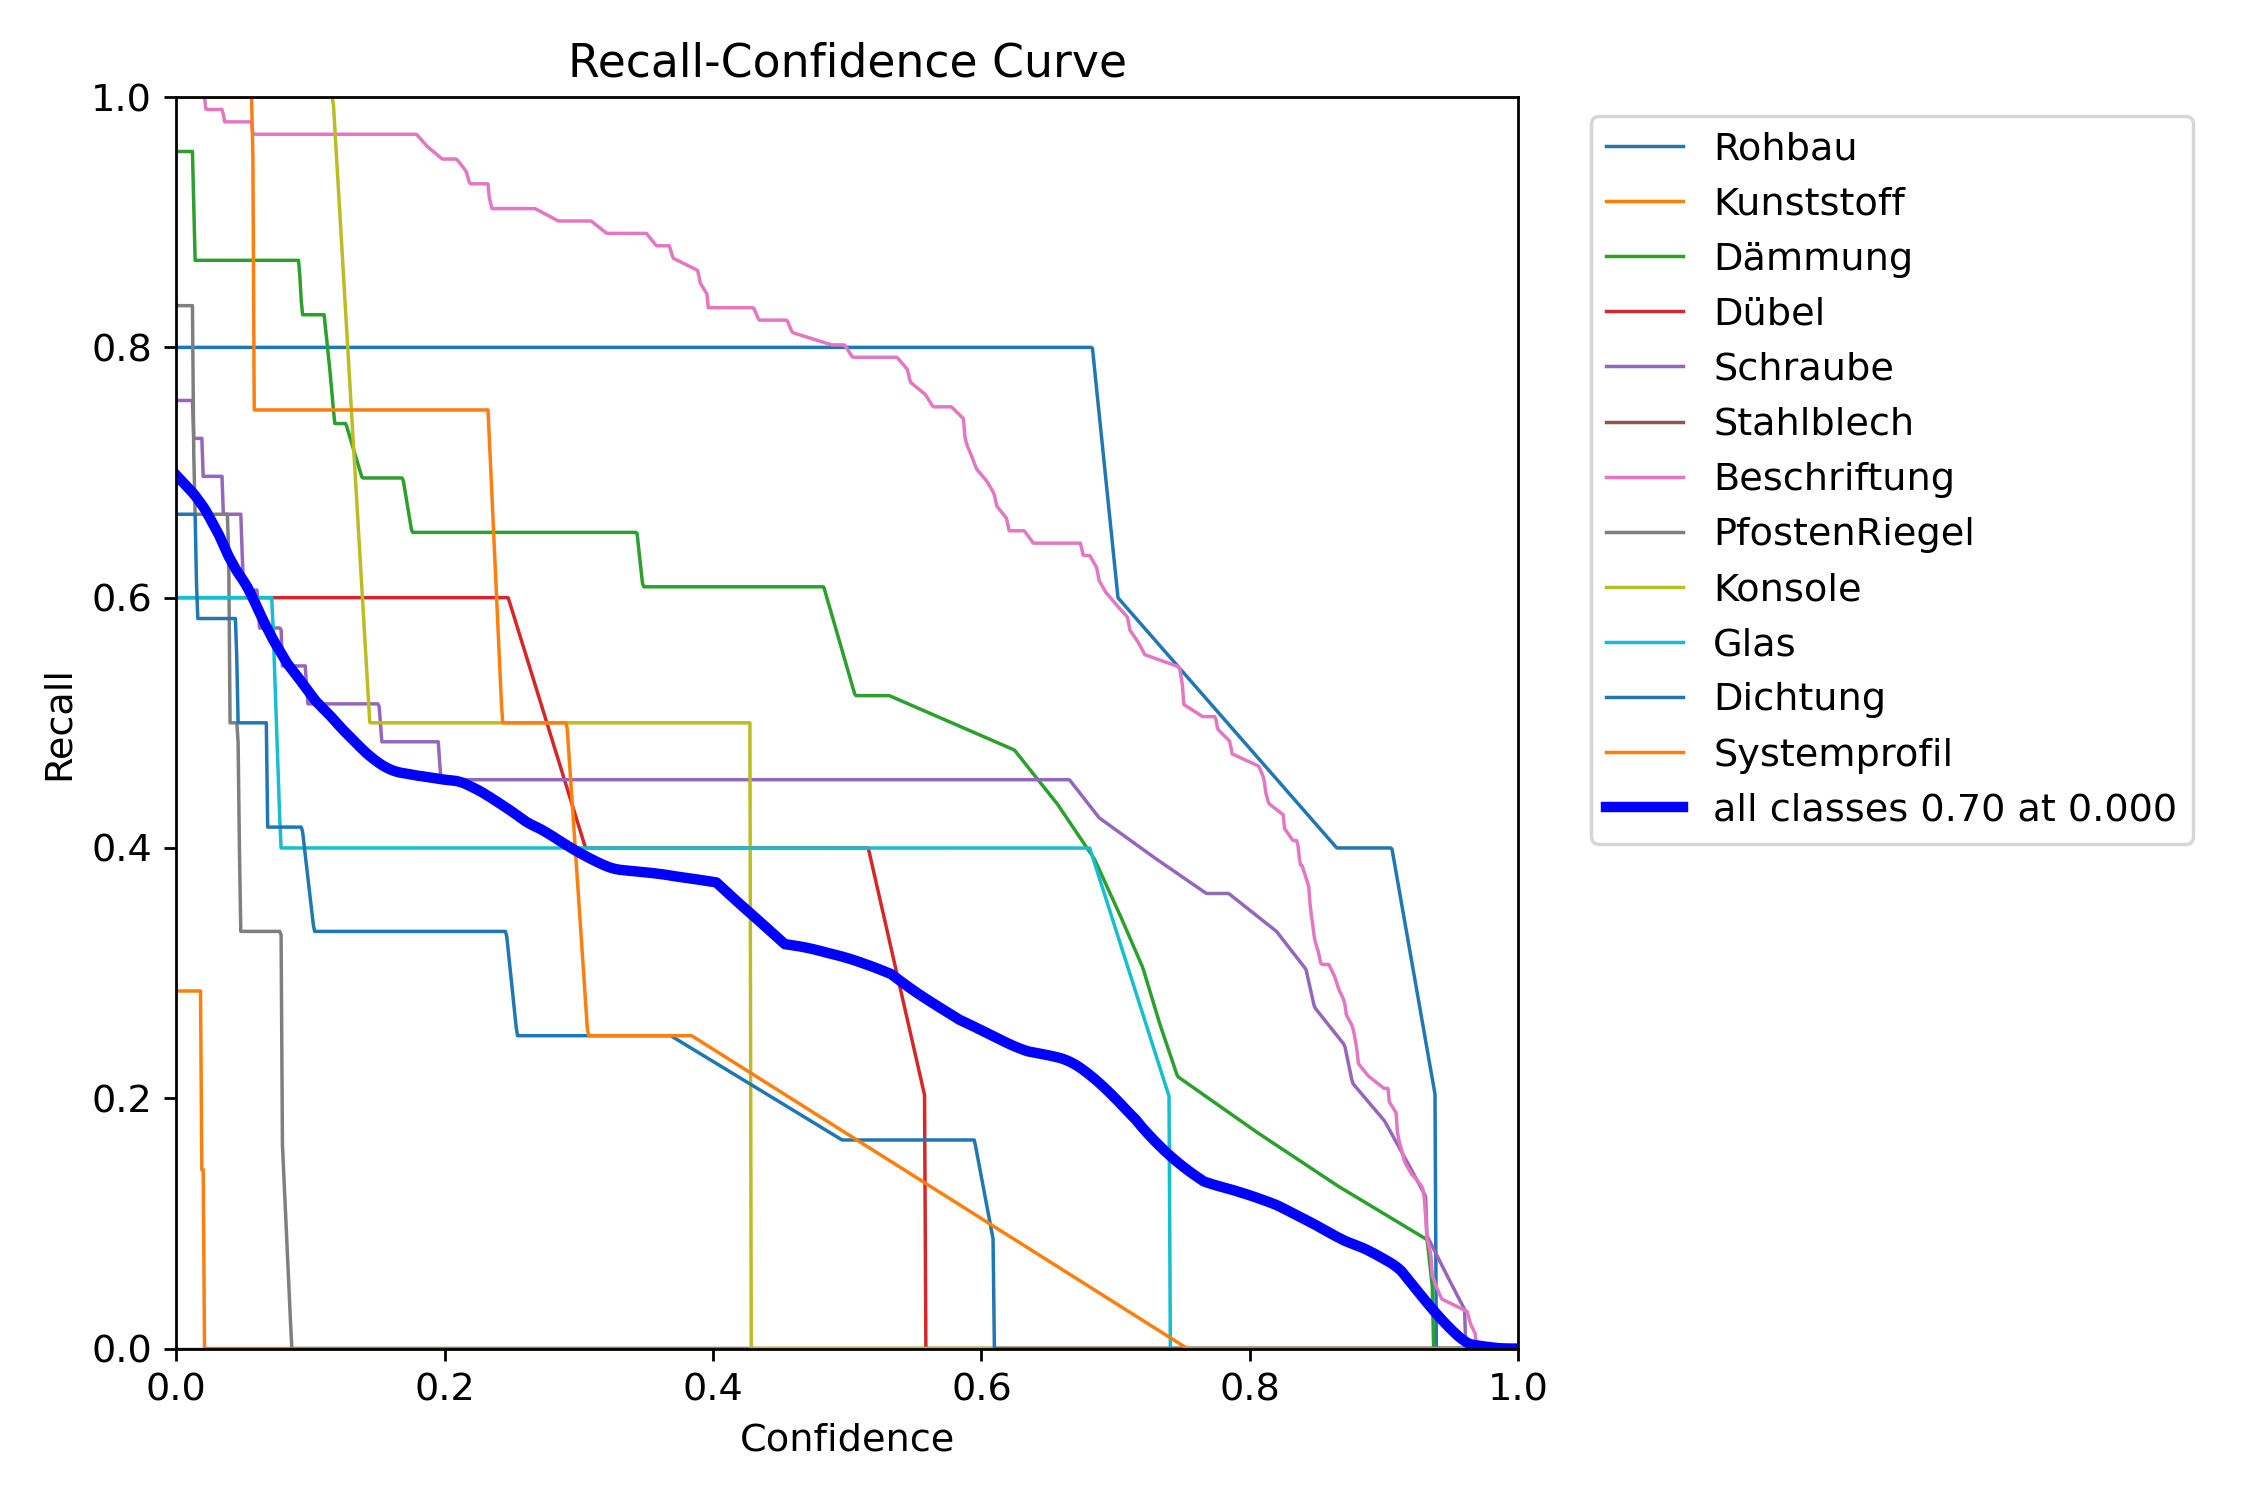 Recall-Confidence Curve
1.0
0.8
0.6
0.4
0.2
0.0
Recall
0.0 0.2 0.4 0.6 0.8 1.0
Confidence
Rohbau
Kunststoff
Dämmung
Dübel
Schraube
Stahlblech
Beschriftung
PfostenRiegel
Konsole
Glas
Dichtung
Systemprofil
all classes 0.70 at 0.000